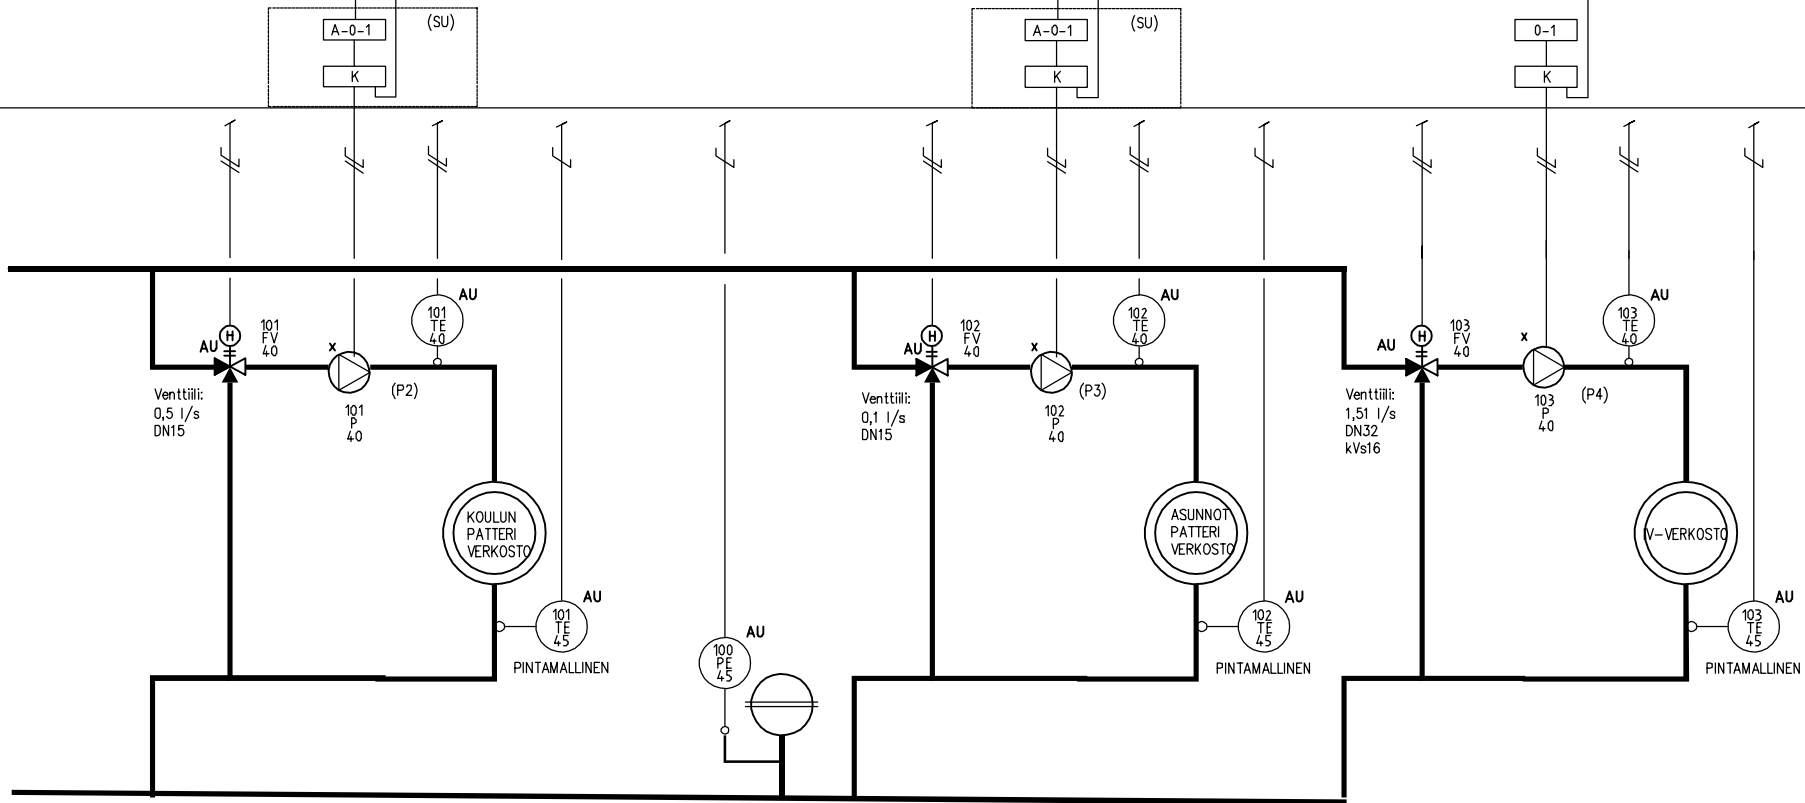 A-0-1
(SU)
K
A-0-1
(SU)
K
0-1
K
AU
101
TE
40
H
101
FV
40
AU
x
(P2)
Venttiili:
0,5 l/s
DN15
101
P
40
KOULUN
PATTERI
VERKOSTO
AU
101
TE
45
PINTAMALLINEN
AU
100
PE
45
AU
102
TE
40
H
102
FV
40
AU
x
(P3)
Venttiili:
0,1 l/s
DN15
102
P
40
ASUNNOT
PATTERI
VERKOSTO
AU
102
TE
45
PINTAMALLINEN
AU
103
TE
40
H
103
FV
40
AU
x
(P4)
Venttiili:
1,51 l/s
DN32
kVs16
103
P
40
IV-VERKOSTO
AU
103
TE
45
PINTAMALLINEN